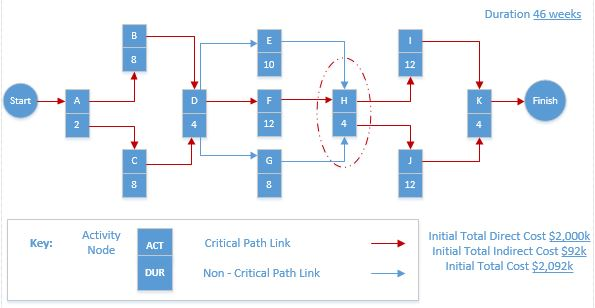 Duration 46 weeks
B
8
E
10
I
12
Start
A
2
D
4
F
12
H
4
K
4
Finish
C
8
G
8
J
12
Key:
Activity
Node
ACT
DUR
Critical Path Link
Non - Critical Path Link
Initial Total Direct Cost $2,000k
Initial Total Indirect Cost $92k
Initial Total Cost $2,092k